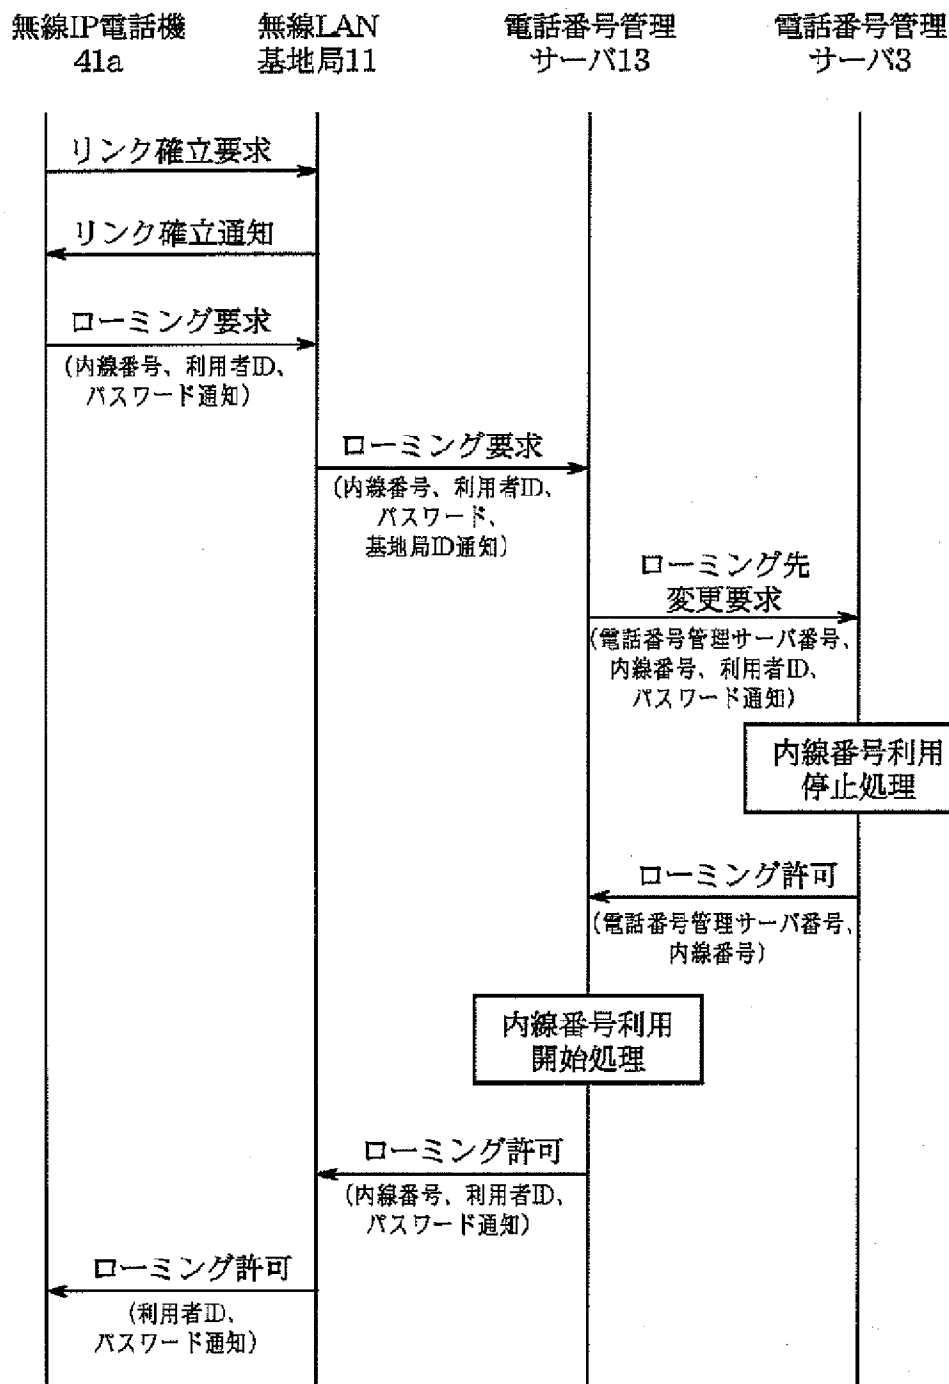 無線IP電話機
41a
無線LAN
基地局11
電話番号管理
サーバ13
電話番号管理
サーバ3
リンク確立要求
リンク確立通知
ローミング要求
(内線番号、利用者ID、
パスワード通知)
ローミング要求
(内線番号、利用者ID、
パスワード、
基地局ID通知)
ローミング先
変更要求
(電話番号管理サーバ番号、
内線番号、利用者ID、
パスワード通知)
内線番号利用
停止処理
ローミング許可
(電話番号管理サーバ番号、
内線番号)
内線番号利用
開始処理
ローミング許可
(内線番号、利用者ID、
パスワード通知)
ローミング許可
(利用者ID、
パスワード通知)